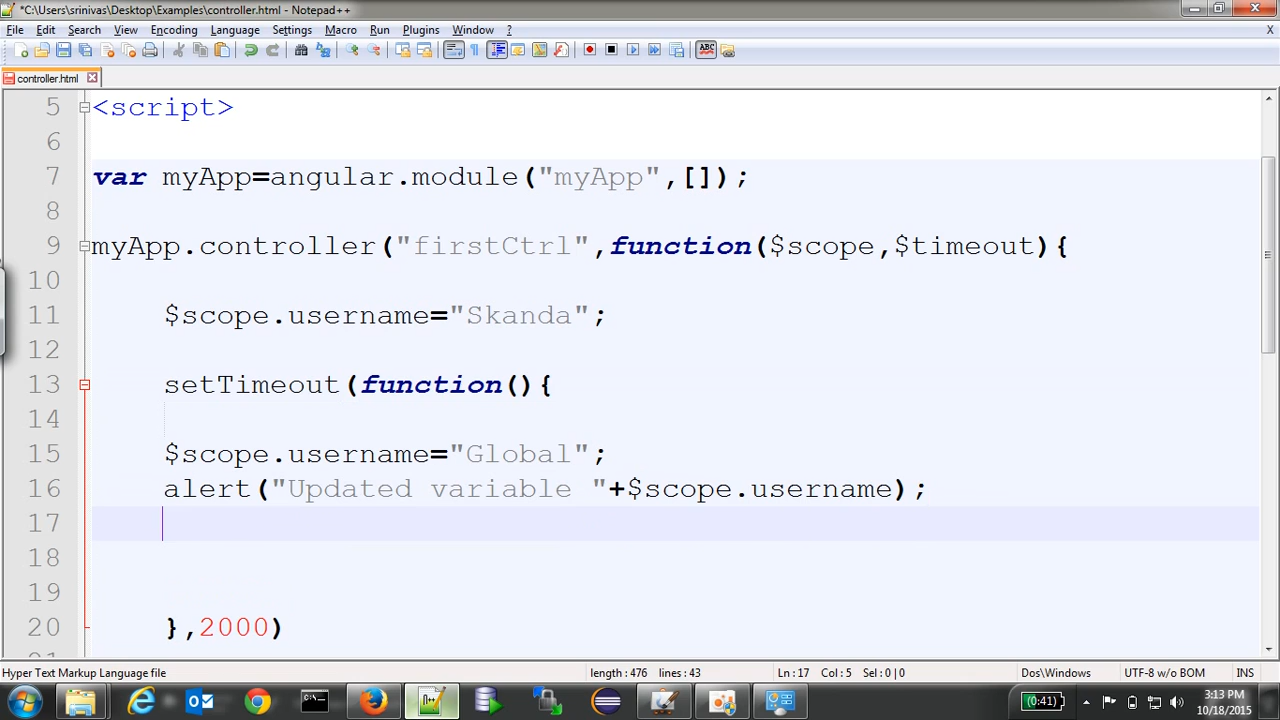 *C:\Users\srinivas\Desktop\Examples\controller.html - Notepad++
File Edit Search View Encoding Language Settings Macro Run Plugins Window ? X
controller.html
5 <script>
6
7 var myApp=angular.module("myApp",[]);
8
9 myApp.controller("firstCtrl",function($scope,$timeout){
10
11 $scope.username="Skanda";
12
13 setTimeout(function(){
14
15 $scope.username="Global";
16 alert("Updated variable "+$scope.username);
17
18
19
20 },2000)
Hyper Text Markup Language file length : 476 lines : 43 Ln : 17 Col : 5 Sel : 0 | 0 Dos\Windows UTF-8 w/o BOM INS
(0:41) 3:13 PM
10/18/2015